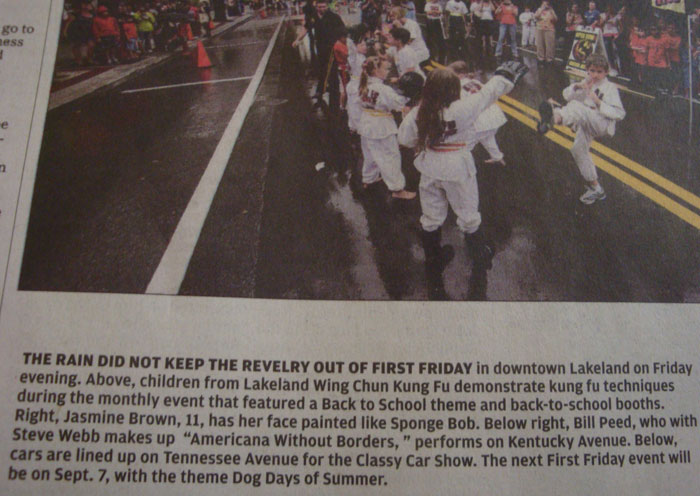 go to
ness
THE RAIN DID NOT KEEP THE REVELRY OUT OF FIRST FRIDAY in downtown Lakeland on Friday
evening. Above, children from Lakeland Wing Chun Kung Fu demonstrate kung fu techniques
during the monthly event that featured a Back to School theme and back-to-school booths.
Right, Jasmine Brown, 11, has her face painted like Sponge Bob. Below right, Bill Peed, who with
Steve Webb makes up “Americana Without Borders, ” performs on Kentucky Avenue. Below,
cars are lined up on Tennessee Avenue for the Classy Car Show. The next First Friday event will
be on Sept. 7, with the theme Dog Days of Summer.